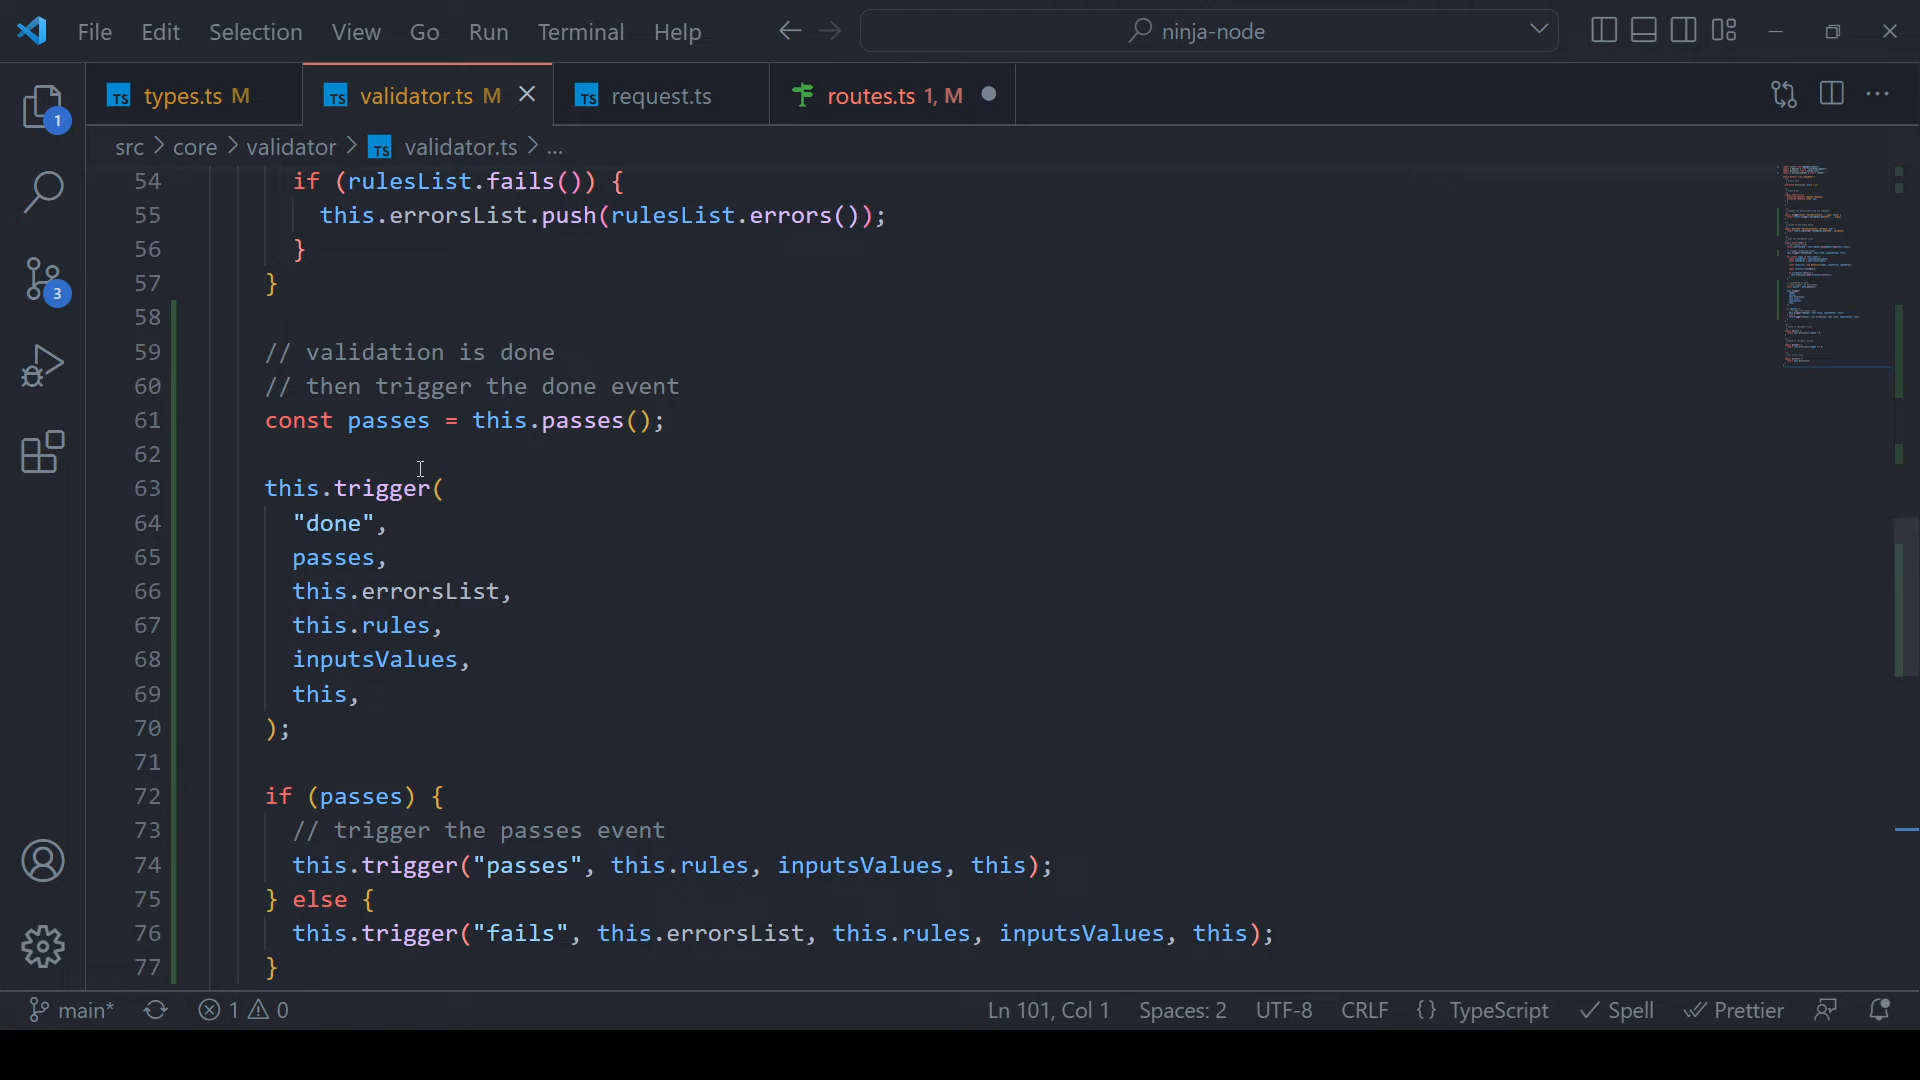 File Edit Selection View Go Run Terminal Help ninja-node
TS types.ts M TS validator.ts M TS request.ts routes.ts 1, M
src > core > validator > TS validator.ts > ...
54 if (rulesList.fails()) {
55 this.errorsList.push(rulesList.errors());
56 }
57 }
58
59 // validation is done
60 // then trigger the done event
61 const passes = this.passes();
62
63 this.trigger(
64 "done",
65 passes,
66 this.errorsList,
67 this.rules,
68 inputsValues,
69 this,
70 );
71
72 if (passes) {
73 // trigger the passes event
74 this.trigger("passes", this.rules, inputsValues, this);
75 } else {
76 this.trigger("fails", this.errorsList, this.rules, inputsValues, this);
77 }
1
3
main* 1 0 Ln 101, Col 1 Spaces: 2 UTF-8 CRLF {} TypeScript Spell Prettier